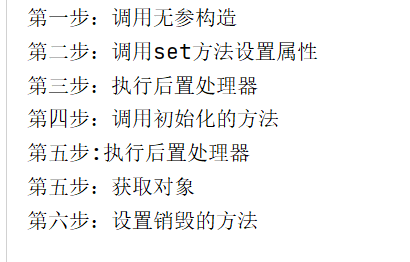 第一步：调用无参构造
第二步：调用set方法设置属性
第三步：执行后置处理器
第四步：调用初始化的方法
第五步:执行后置处理器
第五步：获取对象
第六步：设置销毁的方法